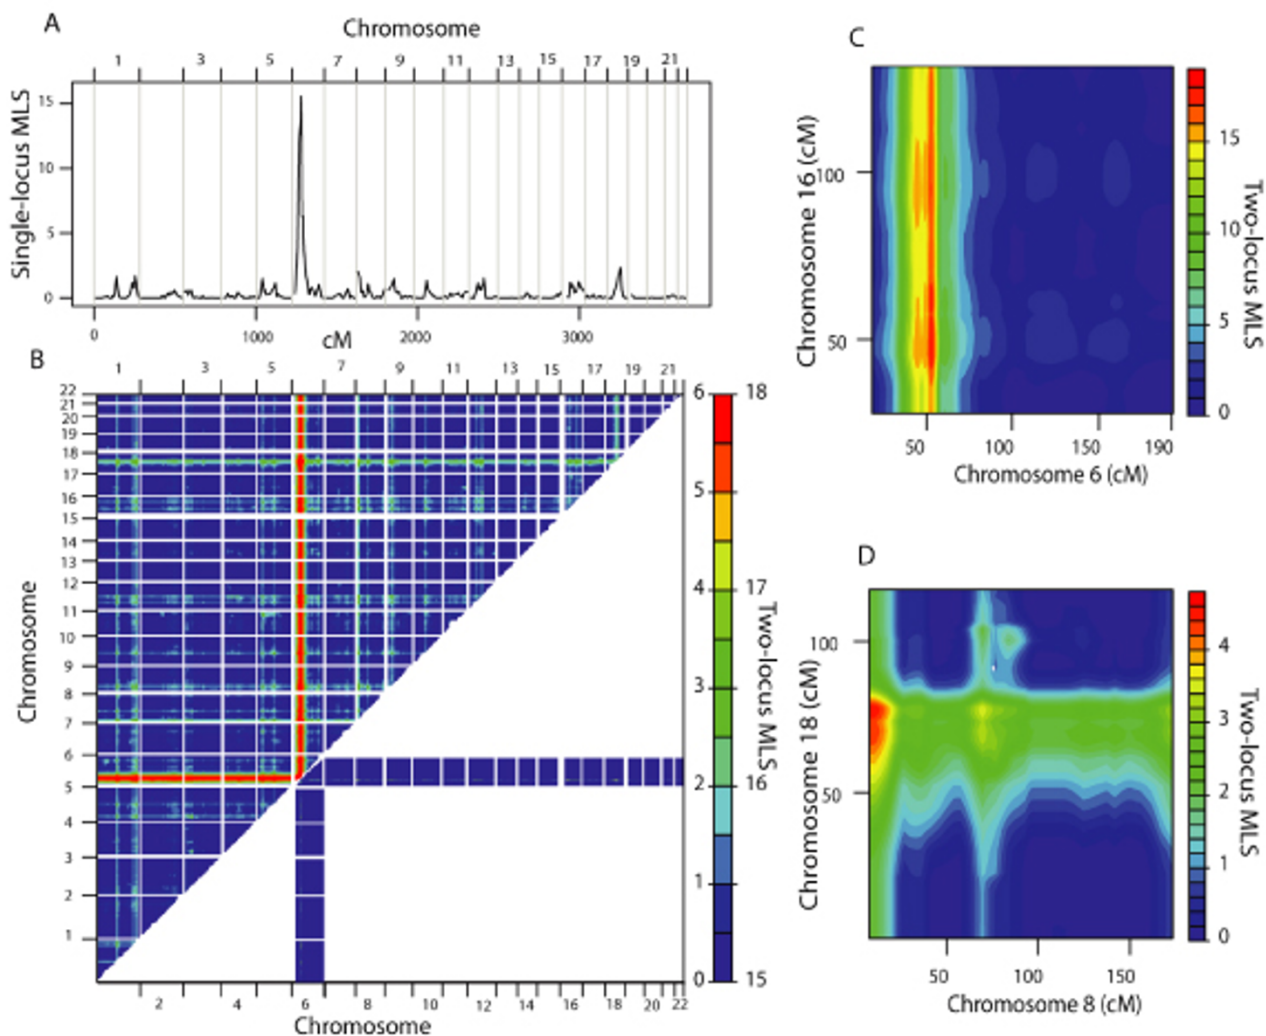 A
Chromosome
1 3 5 7 9 11 13 15 17 19 21
Single-locus MLS
15
10
5
0
0 1000 2000 3000
cM
B
1 3 5 7 9 11 13 15 17 19 21
Chromosome
22
21
20
19
18
17
16
15
14
13
12
11
10
9
8
7
6
5
4
3
2
1
2 4 6 8 10 12 14 16 18 20 22
Chromosome
6 18
5
4 17
3
2 16
1
0 15
Two-locus MLS
C
Chromosome 16 (cM)
100
50
50 100 150 190
Chromosome 6 (cM)
15
10
5
0
Two-locus MLS
D
Chromosome 18 (cM)
100
50
50 100 150
Chromosome 8 (cM)
4
3
2
1
0
Two-locus MLS